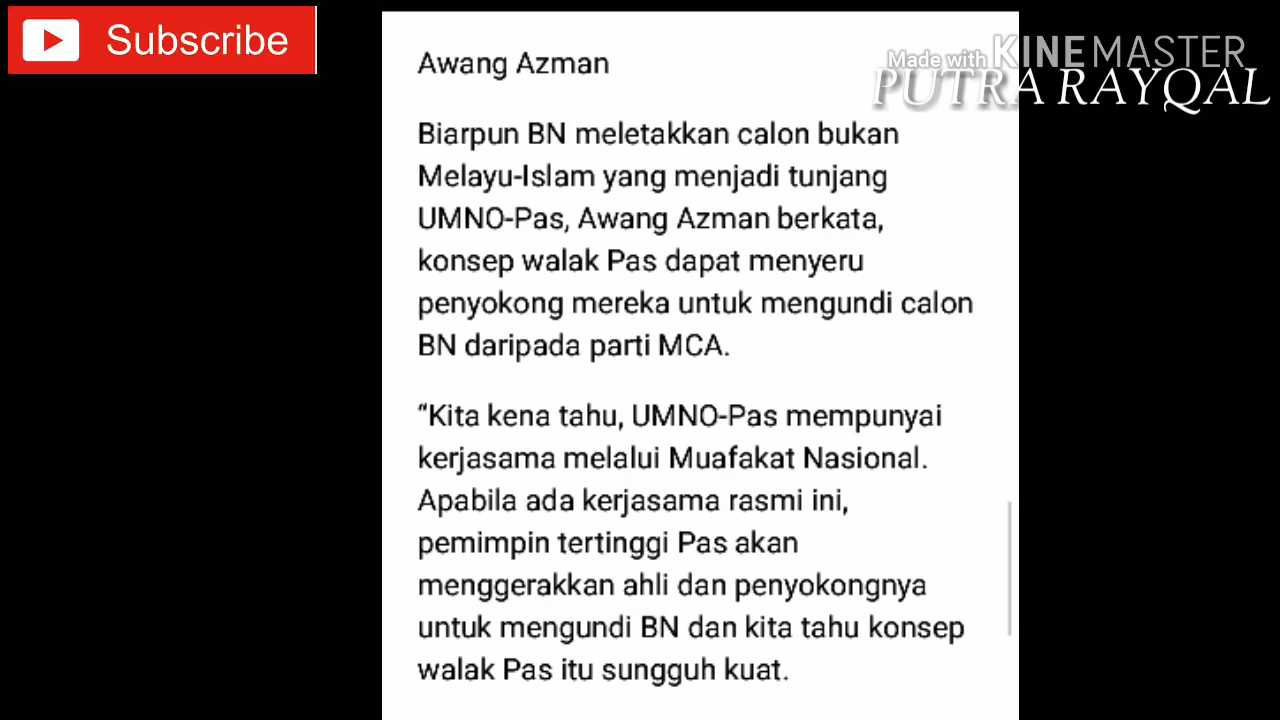 Subscribe
Made with KINEMASTER
PUTRA RAYQAL
Awang Azman
Biarpun BN meletakkan calon bukan
Melayu-Islam yang menjadi tunjang
UMNO-Pas, Awang Azman berkata,
konsep walak Pas dapat menyeru
penyokong mereka untuk mengundi calon
BN daripada parti MCA.
“Kita kena tahu, UMNO-Pas mempunyai
kerjasama melalui Muafakat Nasional.
Apabila ada kerjasama rasmi ini,
pemimpin tertinggi Pas akan
menggerakkan ahli dan penyokongnya
untuk mengundi BN dan kita tahu konsep
walak Pas itu sungguh kuat.